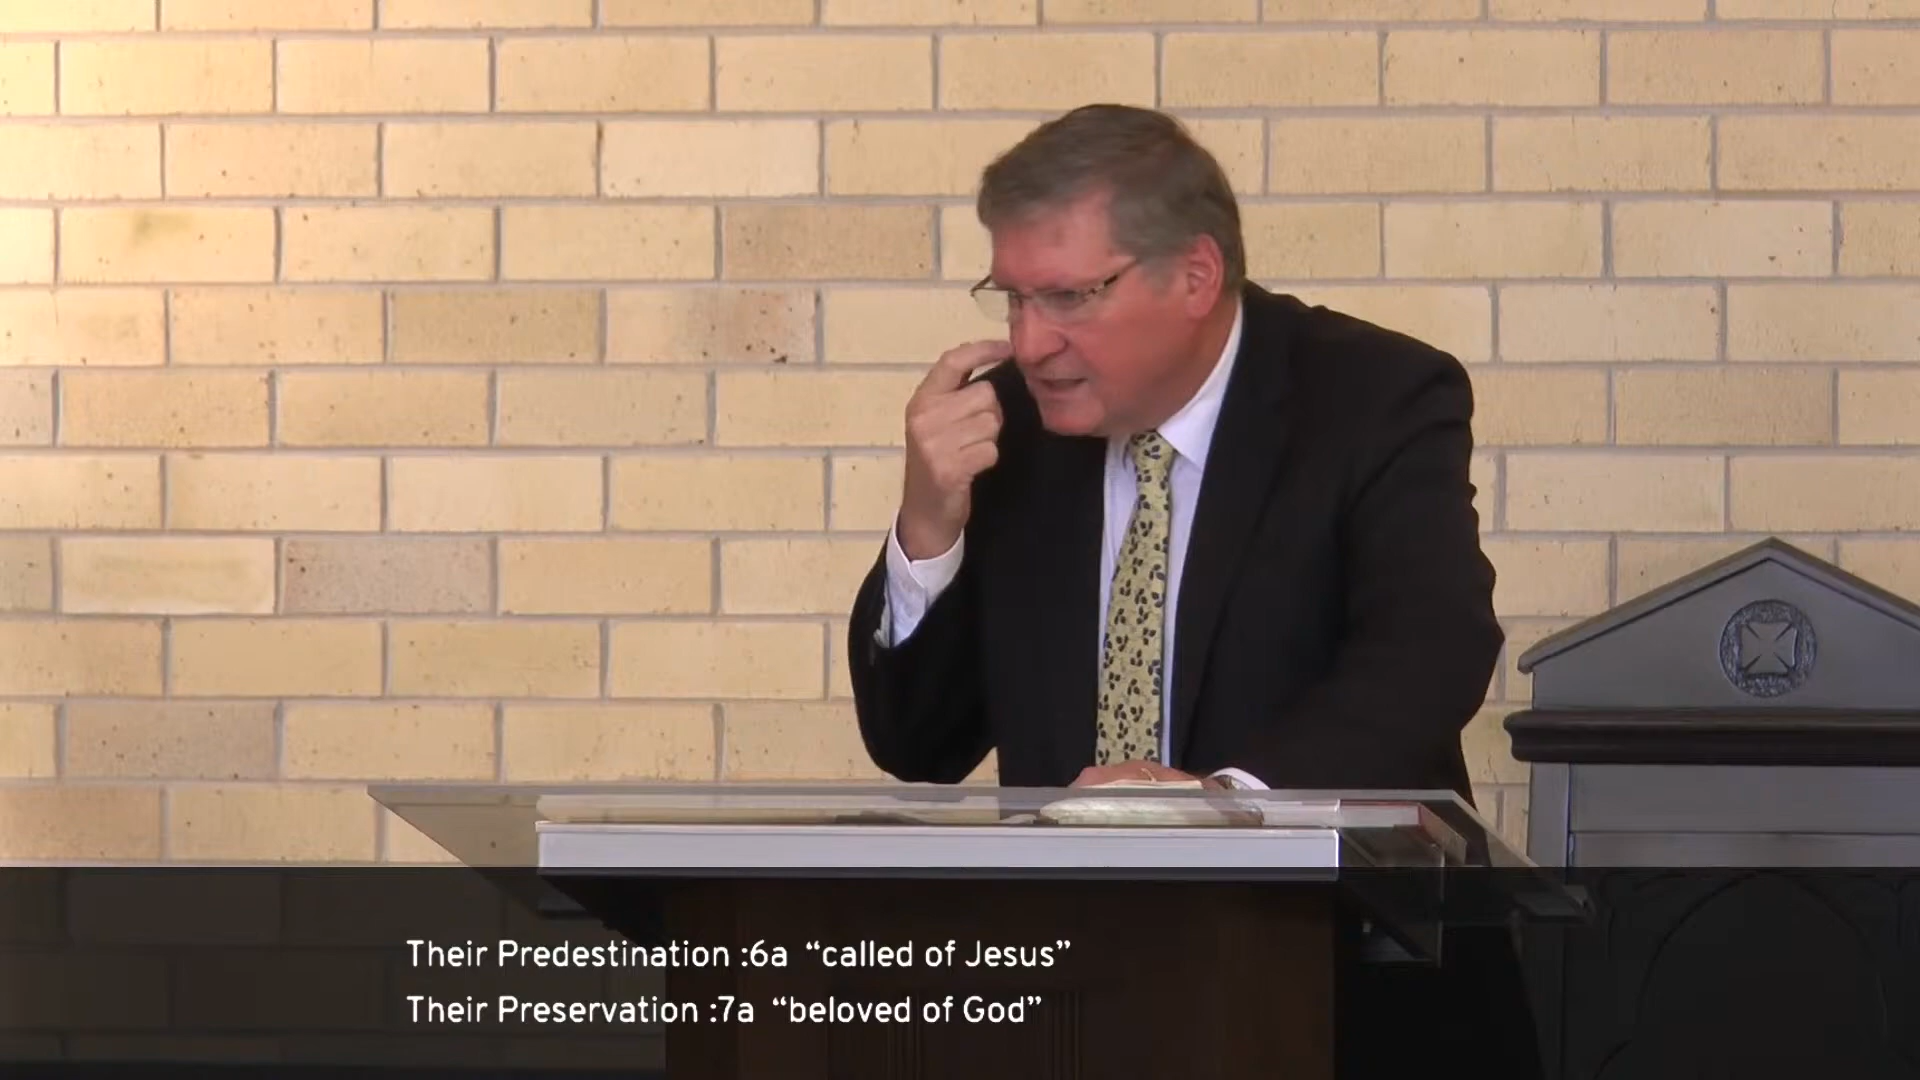 Their Predestination :6a “called of Jesus”
Their Preservation :7a “beloved of God”